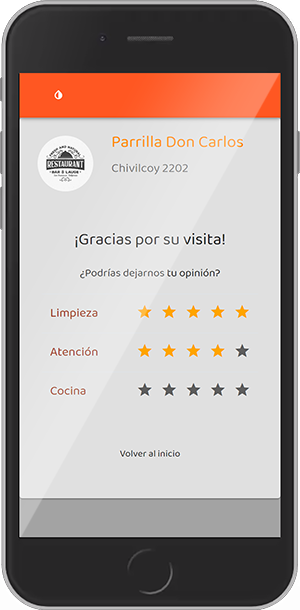 Parrilla Don Carlos
Chivilcoy 2202
RESTAURANT
¡Gracias por su visita!
¿Podrías dejarnos tu opinión?
Limpieza
Atención
Cocina
Volver al inicio